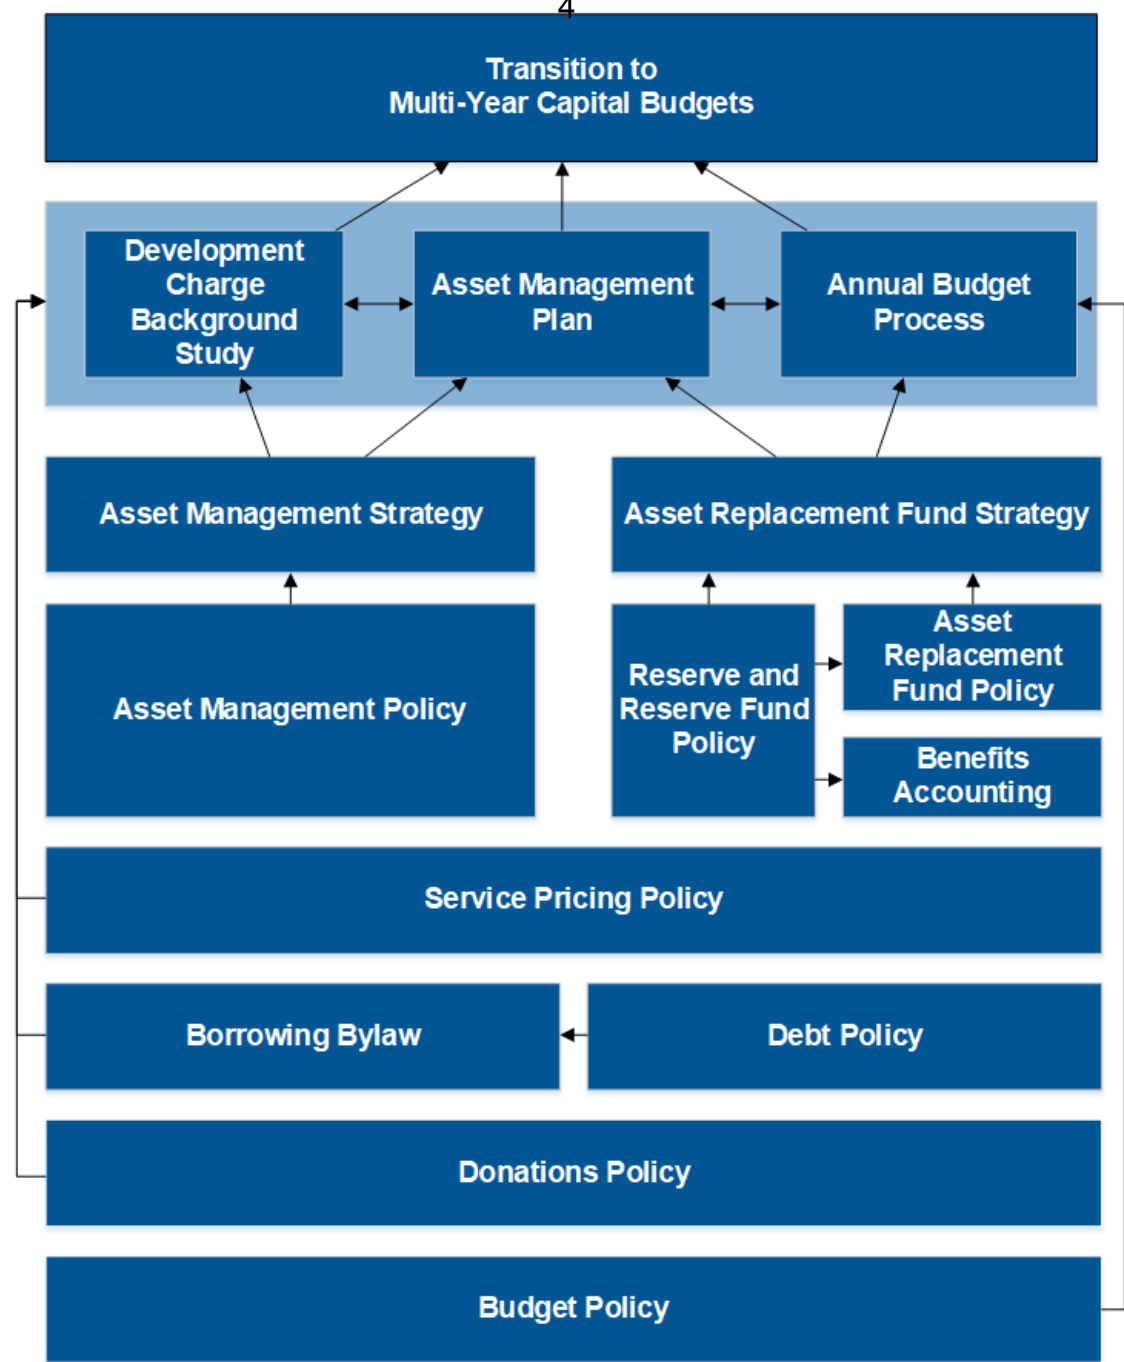 4
Transition to
Multi-Year Capital Budgets
Development
Charge
Background
Study
Asset Management
Plan
Annual Budget
Process
Asset Management Strategy
Asset Replacement Fund Strategy
Asset Management Policy
Reserve and
Reserve Fund
Policy
Asset
Replacement
Fund Policy
Benefits
Accounting
Service Pricing Policy
Borrowing Bylaw
Debt Policy
Donations Policy
Budget Policy